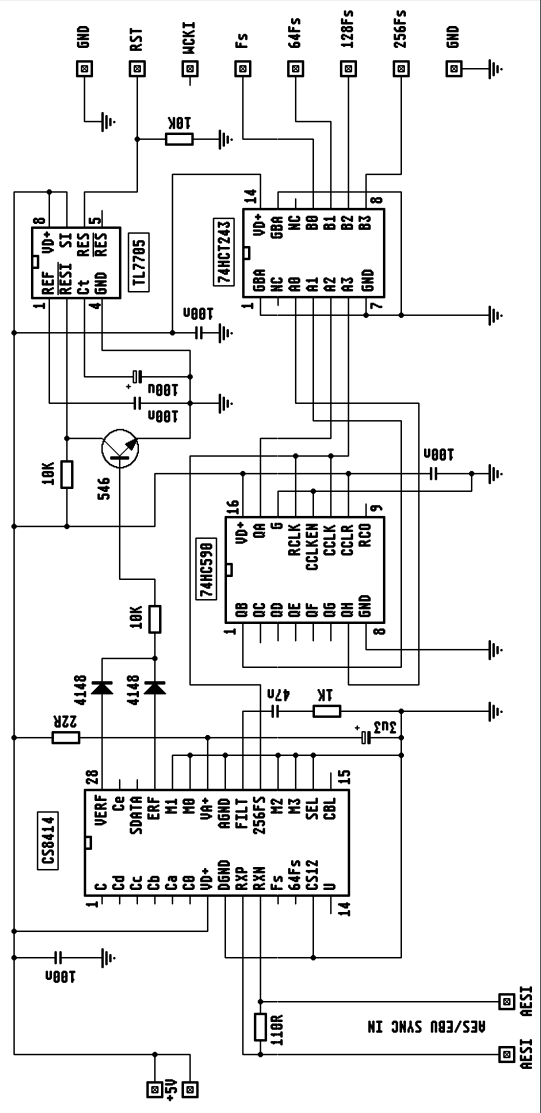 GND
RST
WCKI
Fs
64Fs
128Fs
256Fs
GND
10K
8
VD+
SI
RES
RES
5
1
REF
RESI
Ct
GND
4
TL7705
14
VD+
GBA
NC
B0
B1
B2
B3
8
1
GBA
NC
A0
A1
A2
A3
GND
7
74HCT243
100n
+
100u
100n
10K
546
100n
16
VD+
QA
G
RCLK
CCLKEN
CCLK
CCLR
RCO
9
1
QB
QC
QD
QE
QF
QG
QH
GND
8
74HC590
10K
4148
4148
22R
47n
1K
+
3u3
28
VERF
Ce
SDATA
ERF
M1
M0
VA+
AGND
FILT
256FS
M2
M3
SEL
CBL
15
1
C
Cd
Cc
Cb
Ca
C0
VD+
DGND
RXP
RXN
Fs
64Fs
CS12
U
14
CS8414
100n
110R
AES/EBU SYNC IN
+5V
AESI
AESI